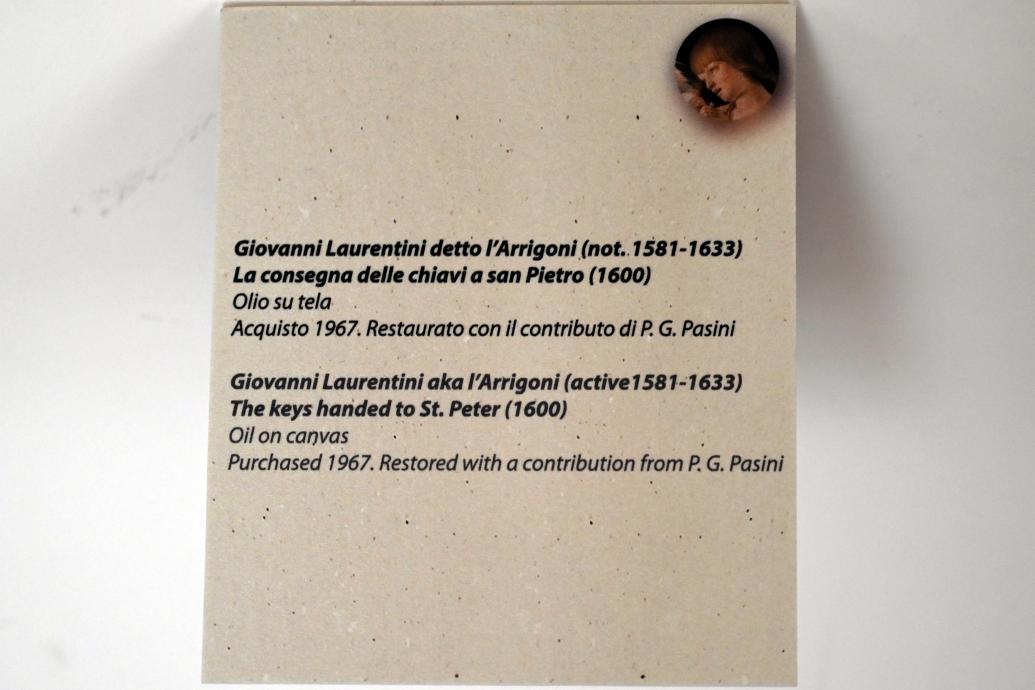 Giovanni Laurentini detto l'Arrigoni (not. 1581-1633)
La consegna delle chiavi a san Pietro (1600)
Olio su tela
Acquisto 1967. Restaurato con il contributo di P. G. Pasini
Giovanni Laurentini aka l'Arrigoni (active1581-1633)
The keys handed to St. Peter (1600)
Oil on canvas
Purchased 1967. Restored with a contribution from P. G. Pasini